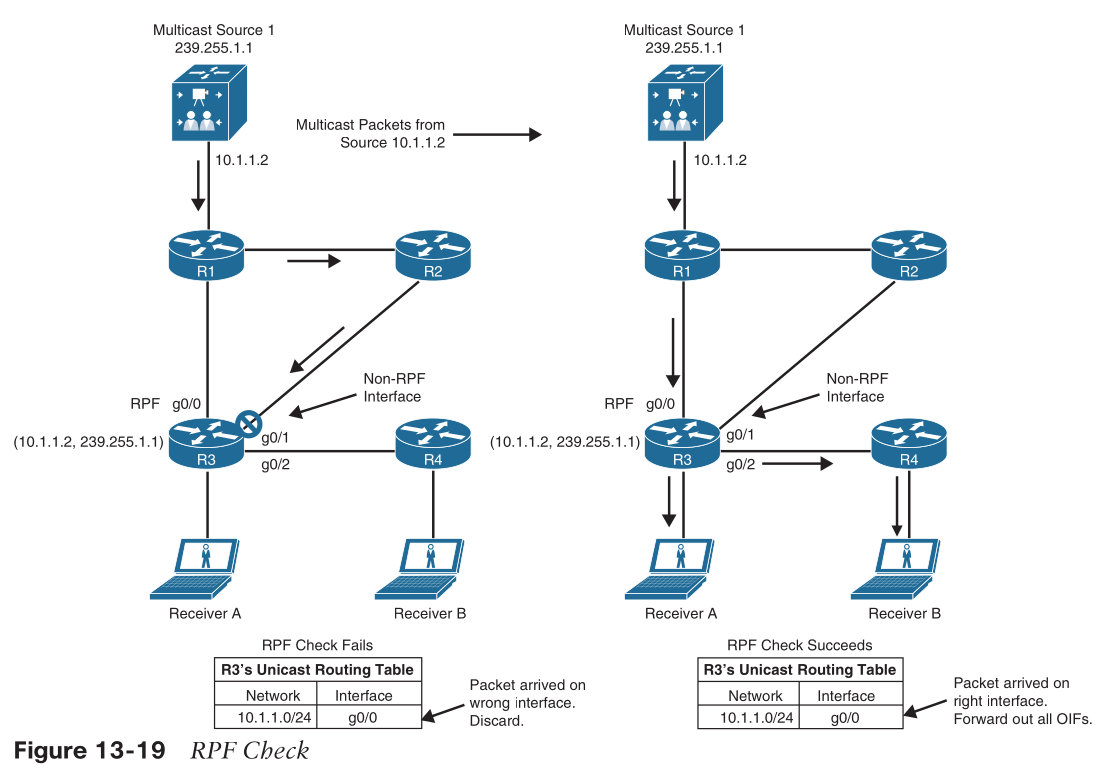 Multicast Source 1
239.255.1.1
10.1.1.2
Multicast Packets from
Source 10.1.1.2
R1
R2
Non-RPF
Interface
RPF g0/0
(10.1.1.2, 239.255.1.1)
g0/1
R3
g0/2
R4
Receiver A
Receiver B
RPF Check Fails
R3's Unicast Routing Table
Network Interface
10.1.1.0/24 g0/0
Packet arrived on
wrong interface.
Discard.
Multicast Source 1
239.255.1.1
10.1.1.2
R1
R2
Non-RPF
Interface
RPF g0/0
(10.1.1.2, 239.255.1.1)
g0/1
R3
g0/2
R4
Receiver A
Receiver B
RPF Check Succeeds
R3's Unicast Routing Table
Network Interface
10.1.1.0/24 g0/0
Packet arrived on
right interface.
Forward out all OIFs.
Figure 13-19 RPF Check